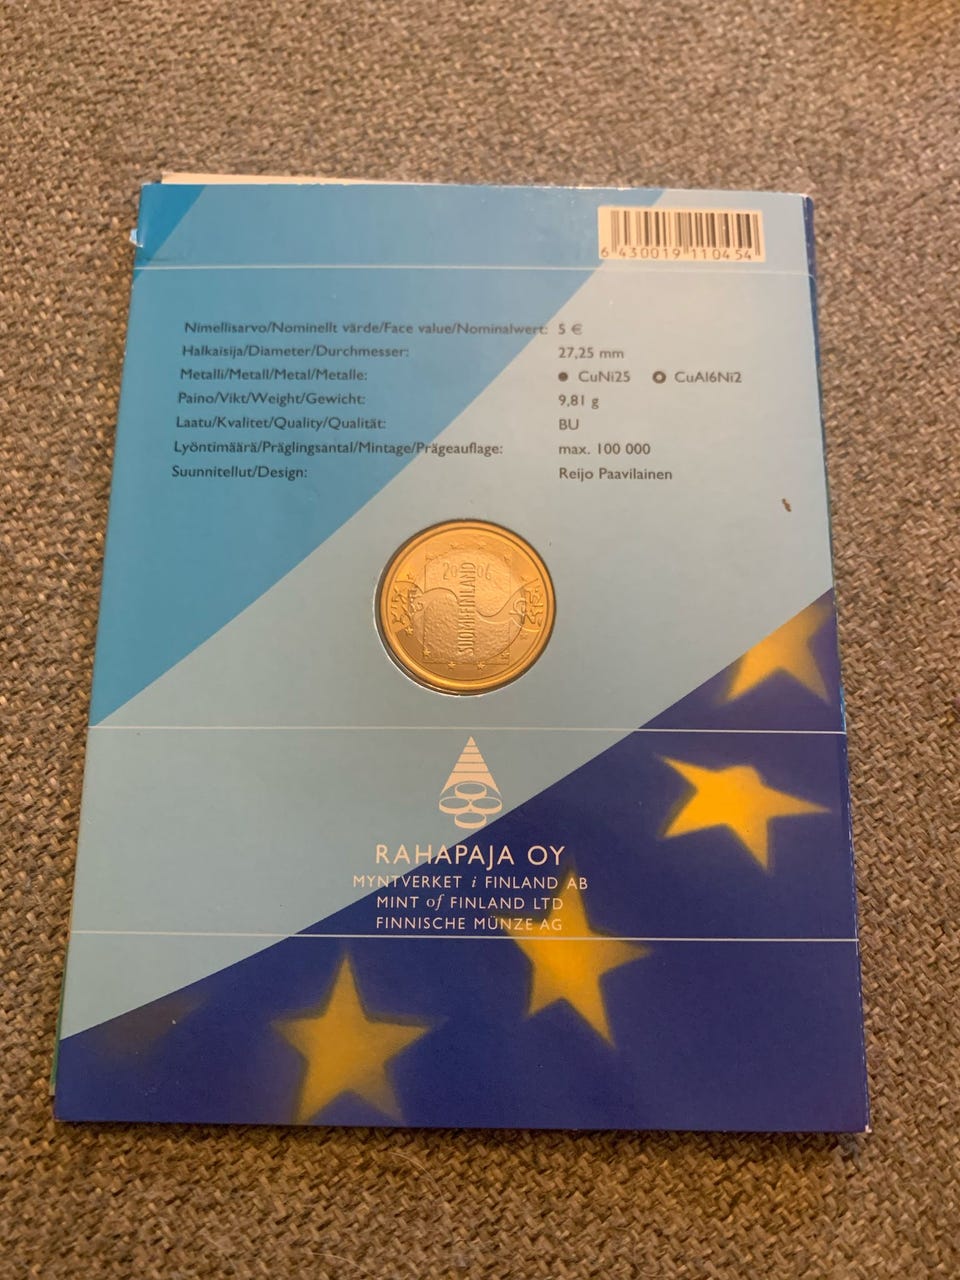 6 430019 110454
Nimellisarvo/Nominellt värde/Face value/Nominalwert: 5 €
Halkaisija/Diameter/Durchmesser: 27,25 mm
Metalli/Metall/Metal/Metalle: CuNi25 CuAl6Ni2
Paino/Vikt/Weight/Gewicht: 9,81 g
Laatu/Kvalitet/Quality/Qualität: BU
Lyöntimäärä/Präglingsantal/Mintage/Prägeauflage: max. 100 000
Suunnitellut/Design: Reijo Paavilainen
2006
SUOMI FINLAND
RAHAPAJA OY
MYNTVERKET i FINLAND AB
MINT of FINLAND LTD
FINNISCHE MÜNZE AG